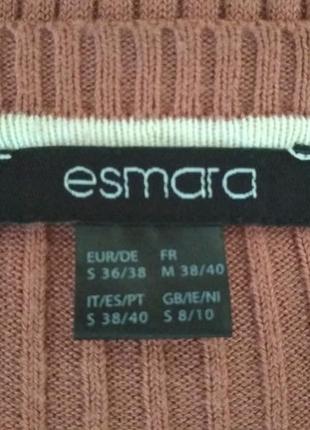 esmara
EUR/DE FR
S 36/38 M 38/40
IT/ES/PT GB/IE/NI
S 38/40 S 8/10